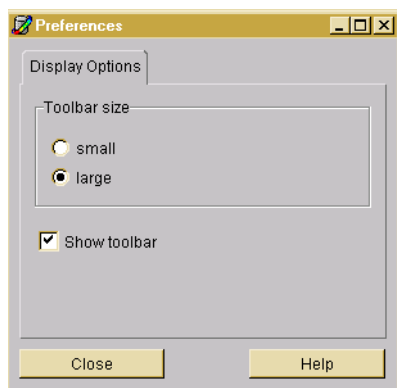 Preferences
Display Options
Toolbar size
small
large
Show toolbar
Close
Help